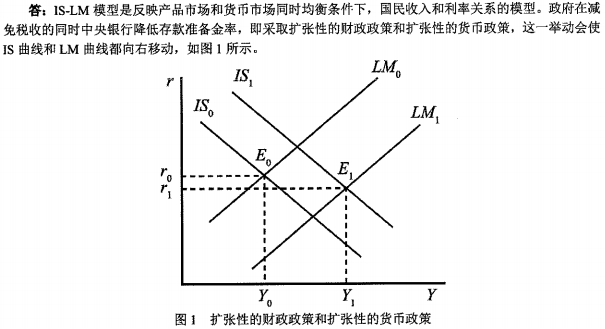 答：IS-LM 模型是反映产品市场和货币市场同时均衡条件下，国民收入和利率关系的模型。政府在减
免税收的同时中央银行降低存款准备金率，即采取扩张性的财政政策和扩张性的货币政策，这一举动会使
IS 曲线和 LM 曲线都向右移动，如图 1 所示。
r
IS₀
IS₁
LM₀
LM₁
E₀
E₁
r₀
r₁
Y₀
Y₁
Y
图 1 扩张性的财政政策和扩张性的货币政策